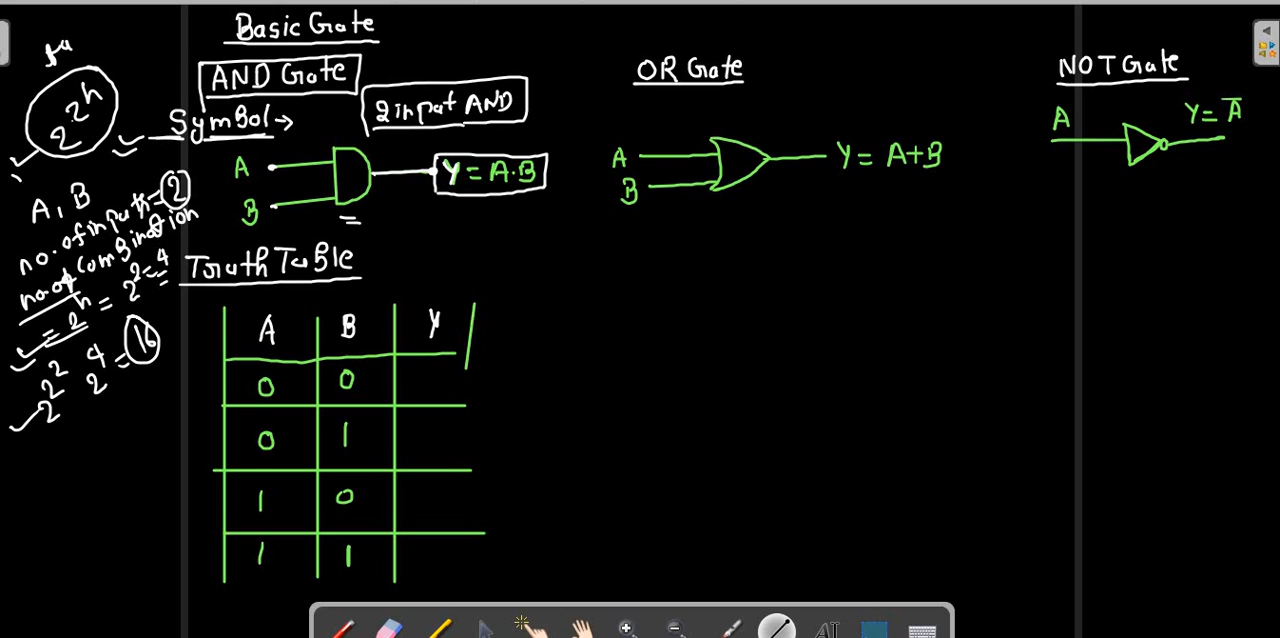 Basic Gate
AND Gate
Symbol →
2 input AND
A
B
Y = A·B
Truth Table
A B Y
0 0
0 1
1 0
1 1
2^2^n
A, B
no. of inputs = 2
no. of combination
= 2^n = 2^2 = 4
2^2^2 2^4 = 16
OR Gate
A
B
Y = A+B
NOT Gate
A
Y = A̅
AI